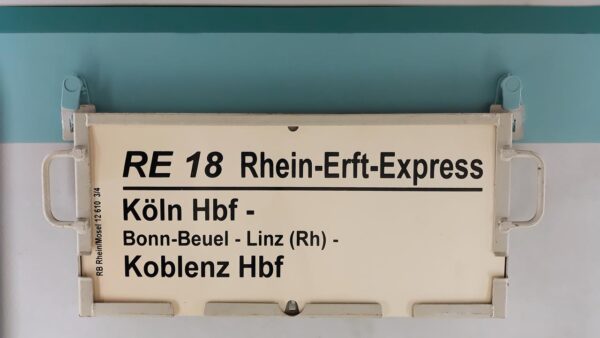 RE 18 Rhein-Erft-Express
Köln Hbf -
Bonn-Beuel - Linz (Rh) -
Koblenz Hbf
RB Rhein/Mosel 12 610 3/4